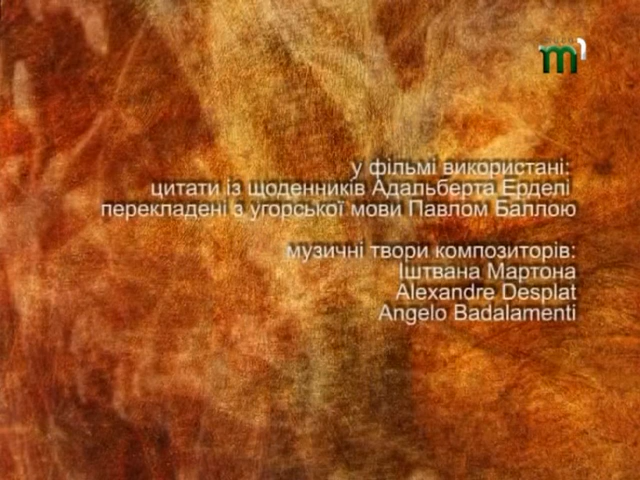 m1
у фільмі використані:
цитати із щоденників Адальберта Ерделі
перекладені з угорської мови Павлом Баллою
музичні твори композиторів:
Іштвана Мартона
Alexandre Desplat
Angelo Badalamenti